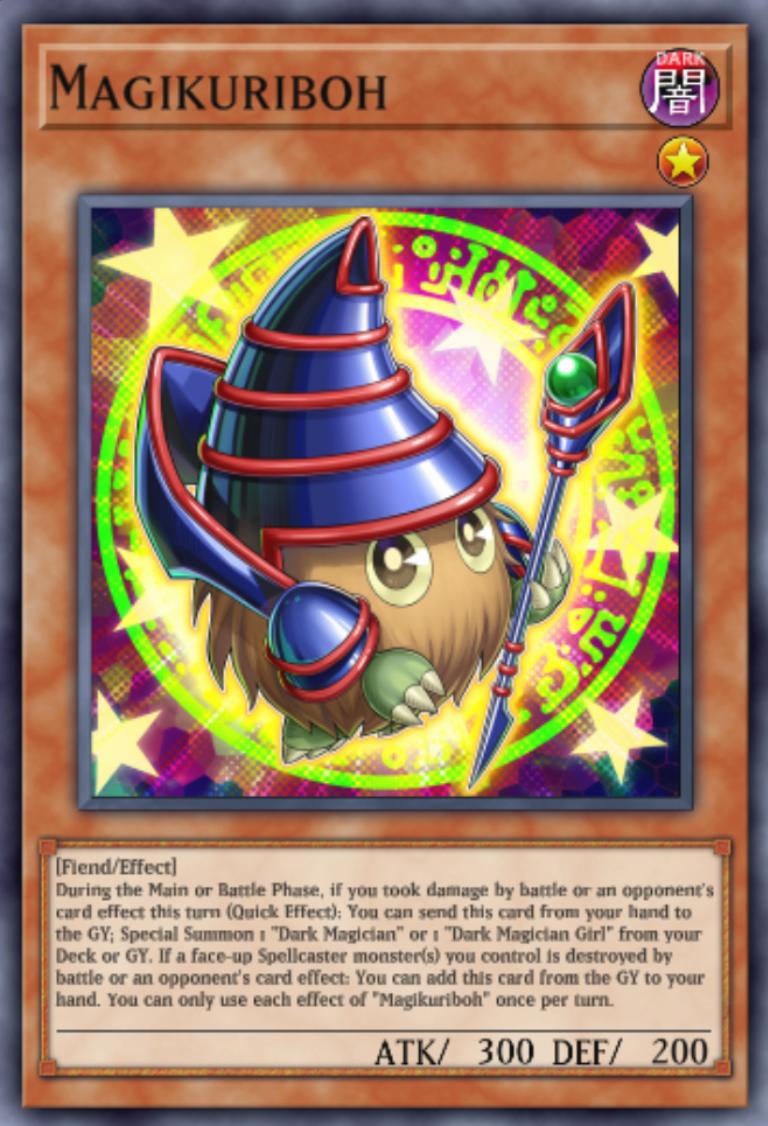 MAGIKURIBOH
DARK
闇
[Fiend/Effect]
During the Main or Battle Phase, if you took damage by battle or an opponent's
card effect this turn (Quick Effect): You can send this card from your hand to
the GY; Special Summon 1 "Dark Magician" or 1 "Dark Magician Girl" from your
Deck or GY. If a face-up Spellcaster monster(s) you control is destroyed by
battle or an opponent's card effect: You can add this card from the GY to your
hand. You can only use each effect of "Magikuriboh" once per turn.
ATK/ 300 DEF/ 200